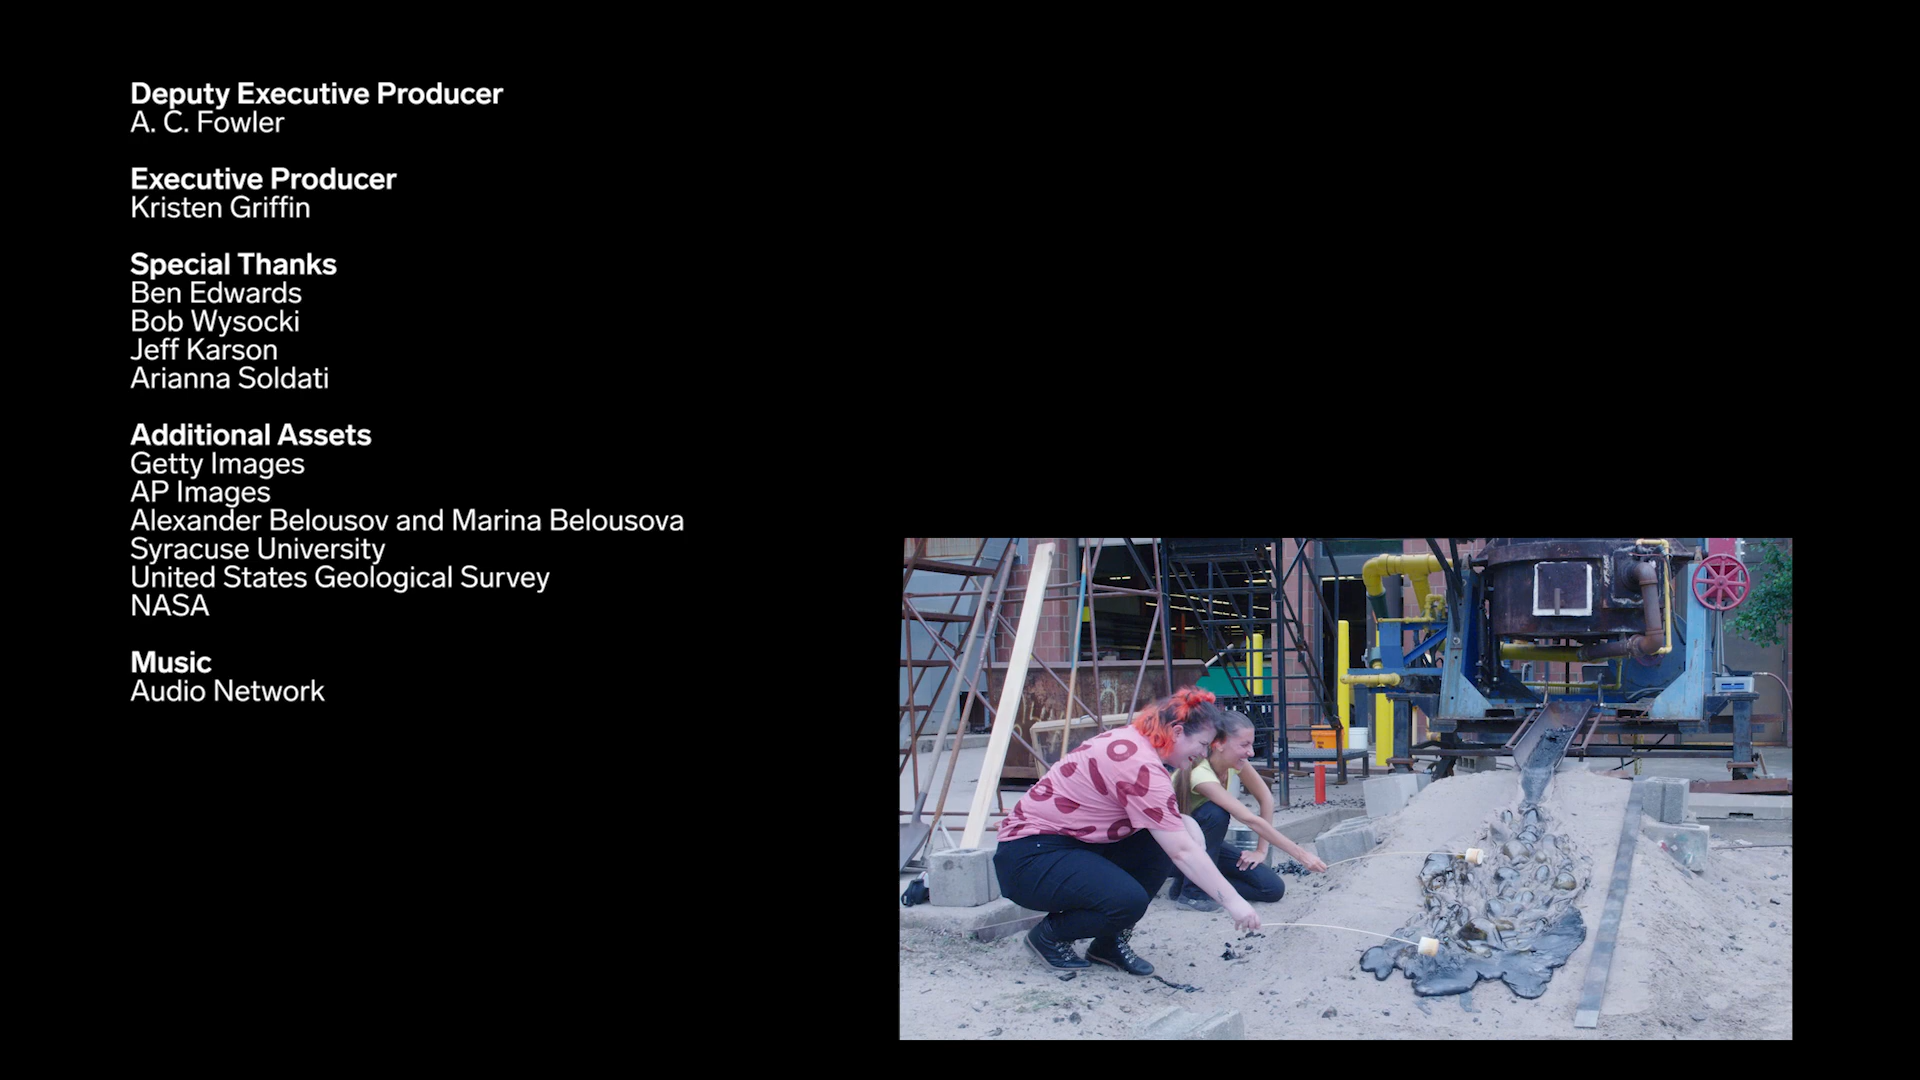 Deputy Executive Producer
A. C. Fowler
Executive Producer
Kristen Griffin
Special Thanks
Ben Edwards
Bob Wysocki
Jeff Karson
Arianna Soldati
Additional Assets
Getty Images
AP Images
Alexander Belousov and Marina Belousova
Syracuse University
United States Geological Survey
NASA
Music
Audio Network